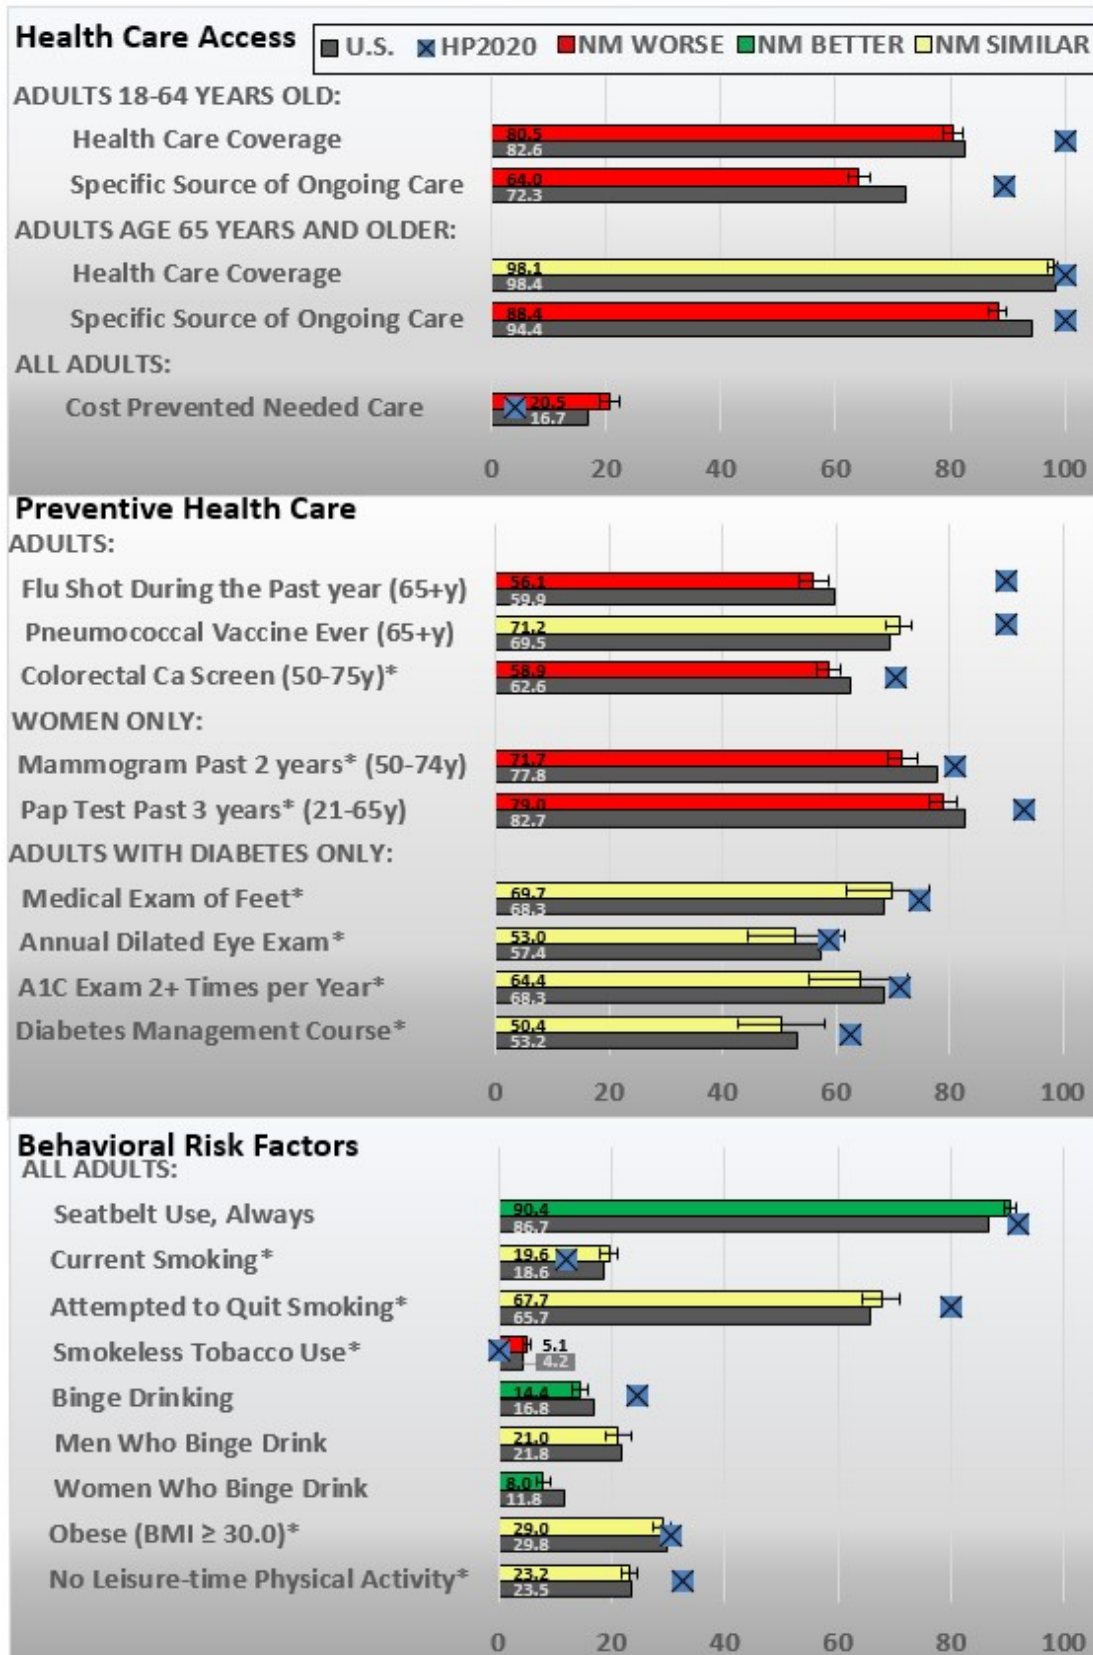 Health Care Access
U.S. HP2020 NM WORSE NM BETTER NM SIMILAR
ADULTS 18-64 YEARS OLD:
Health Care Coverage 80.5
82.6
Specific Source of Ongoing Care 64.0
72.3
ADULTS AGE 65 YEARS AND OLDER:
Health Care Coverage 98.1
98.4
Specific Source of Ongoing Care 88.4
94.4
ALL ADULTS:
Cost Prevented Needed Care 20.5
16.7
0 20 40 60 80 100
Preventive Health Care
ADULTS:
Flu Shot During the Past year (65+y) 56.1
59.9
Pneumococcal Vaccine Ever (65+y) 71.2
69.5
Colorectal Ca Screen (50-75y)* 58.9
62.6
WOMEN ONLY:
Mammogram Past 2 years* (50-74y) 71.7
77.8
Pap Test Past 3 years* (21-65y) 79.0
82.7
ADULTS WITH DIABETES ONLY:
Medical Exam of Feet* 69.7
68.3
Annual Dilated Eye Exam* 53.0
57.4
A1C Exam 2+ Times per Year* 64.4
68.3
Diabetes Management Course* 50.4
53.2
0 20 40 60 80 100
Behavioral Risk Factors
ALL ADULTS:
Seatbelt Use, Always 90.4
86.7
Current Smoking* 19.6
18.6
Attempted to Quit Smoking* 67.7
65.7
Smokeless Tobacco Use* 5.1
4.2
Binge Drinking 14.4
16.8
Men Who Binge Drink 21.0
21.8
Women Who Binge Drink 8.0
11.8
Obese (BMI ≥ 30.0)* 29.0
29.8
No Leisure-time Physical Activity* 23.2
23.5
0 20 40 60 80 100